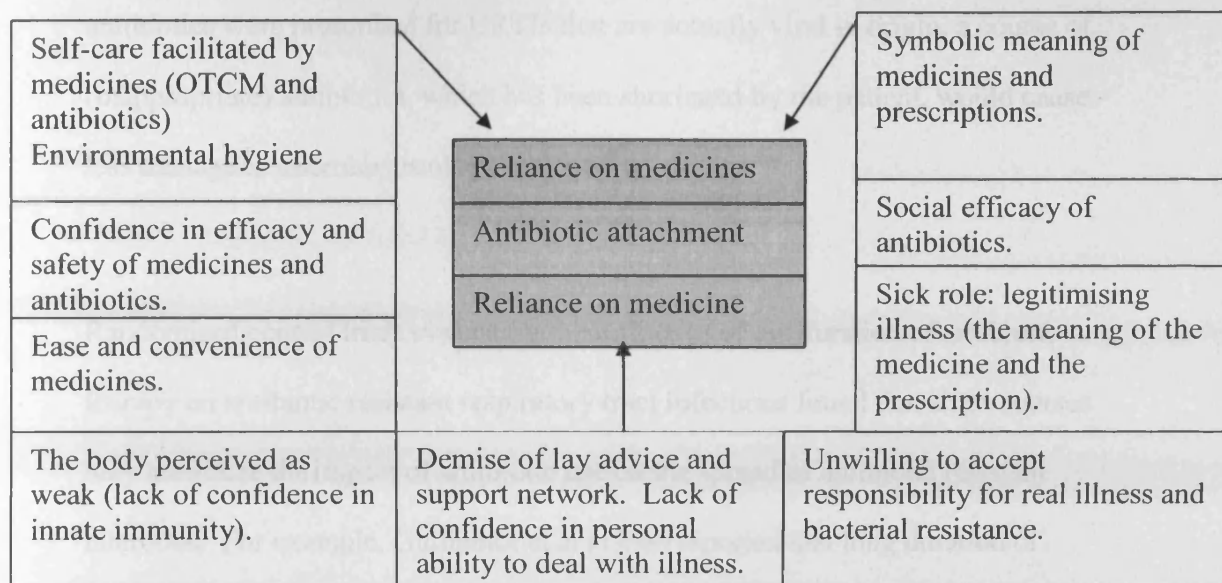 Self-care facilitated by
medicines (OTCM and
antibiotics)
Environmental hygiene
Confidence in efficacy and
safety of medicines and
antibiotics.
Ease and convenience of
medicines.
The body perceived as
weak (lack of confidence in
innate immunity).
Reliance on medicines
Antibiotic attachment
Reliance on medicine
Demise of lay advice and
support network. Lack of
confidence in personal
ability to deal with illness.
Symbolic meaning of
medicines and
prescriptions.
Social efficacy of
antibiotics.
Sick role: legitimising
illness (the meaning of the
medicine and the
prescription).
Unwilling to accept
responsibility for real illness and
bacterial resistance.